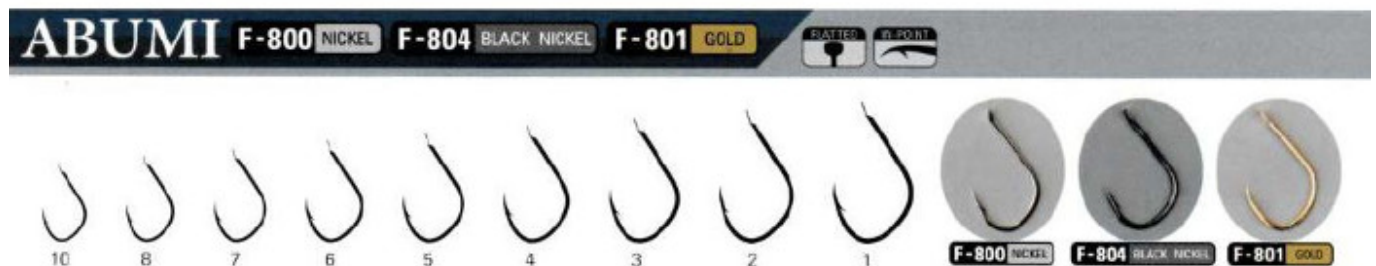 ABUMI F-800 NICKEL F-804 BLACK NICKEL F-801 GOLD FLATTED IN-POINT
10 8 7 6 5 4 3 2 1
F-800 NICKEL F-804 BLACK NICKEL F-801 GOLD